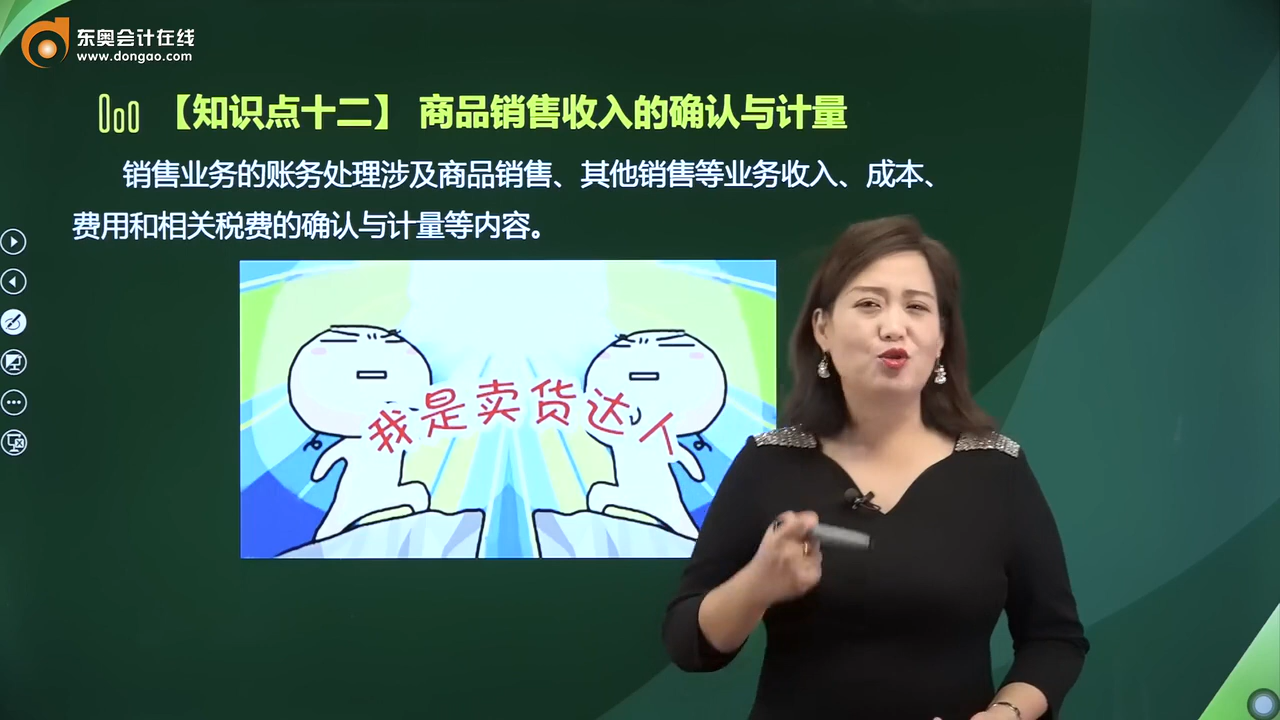 东奥会计在线
www.dongao.com
【知识点十二】 商品销售收入的确认与计量
销售业务的账务处理涉及商品销售、其他销售等业务收入、成本、
费用和相关税费的确认与计量等内容。
我是卖货达人